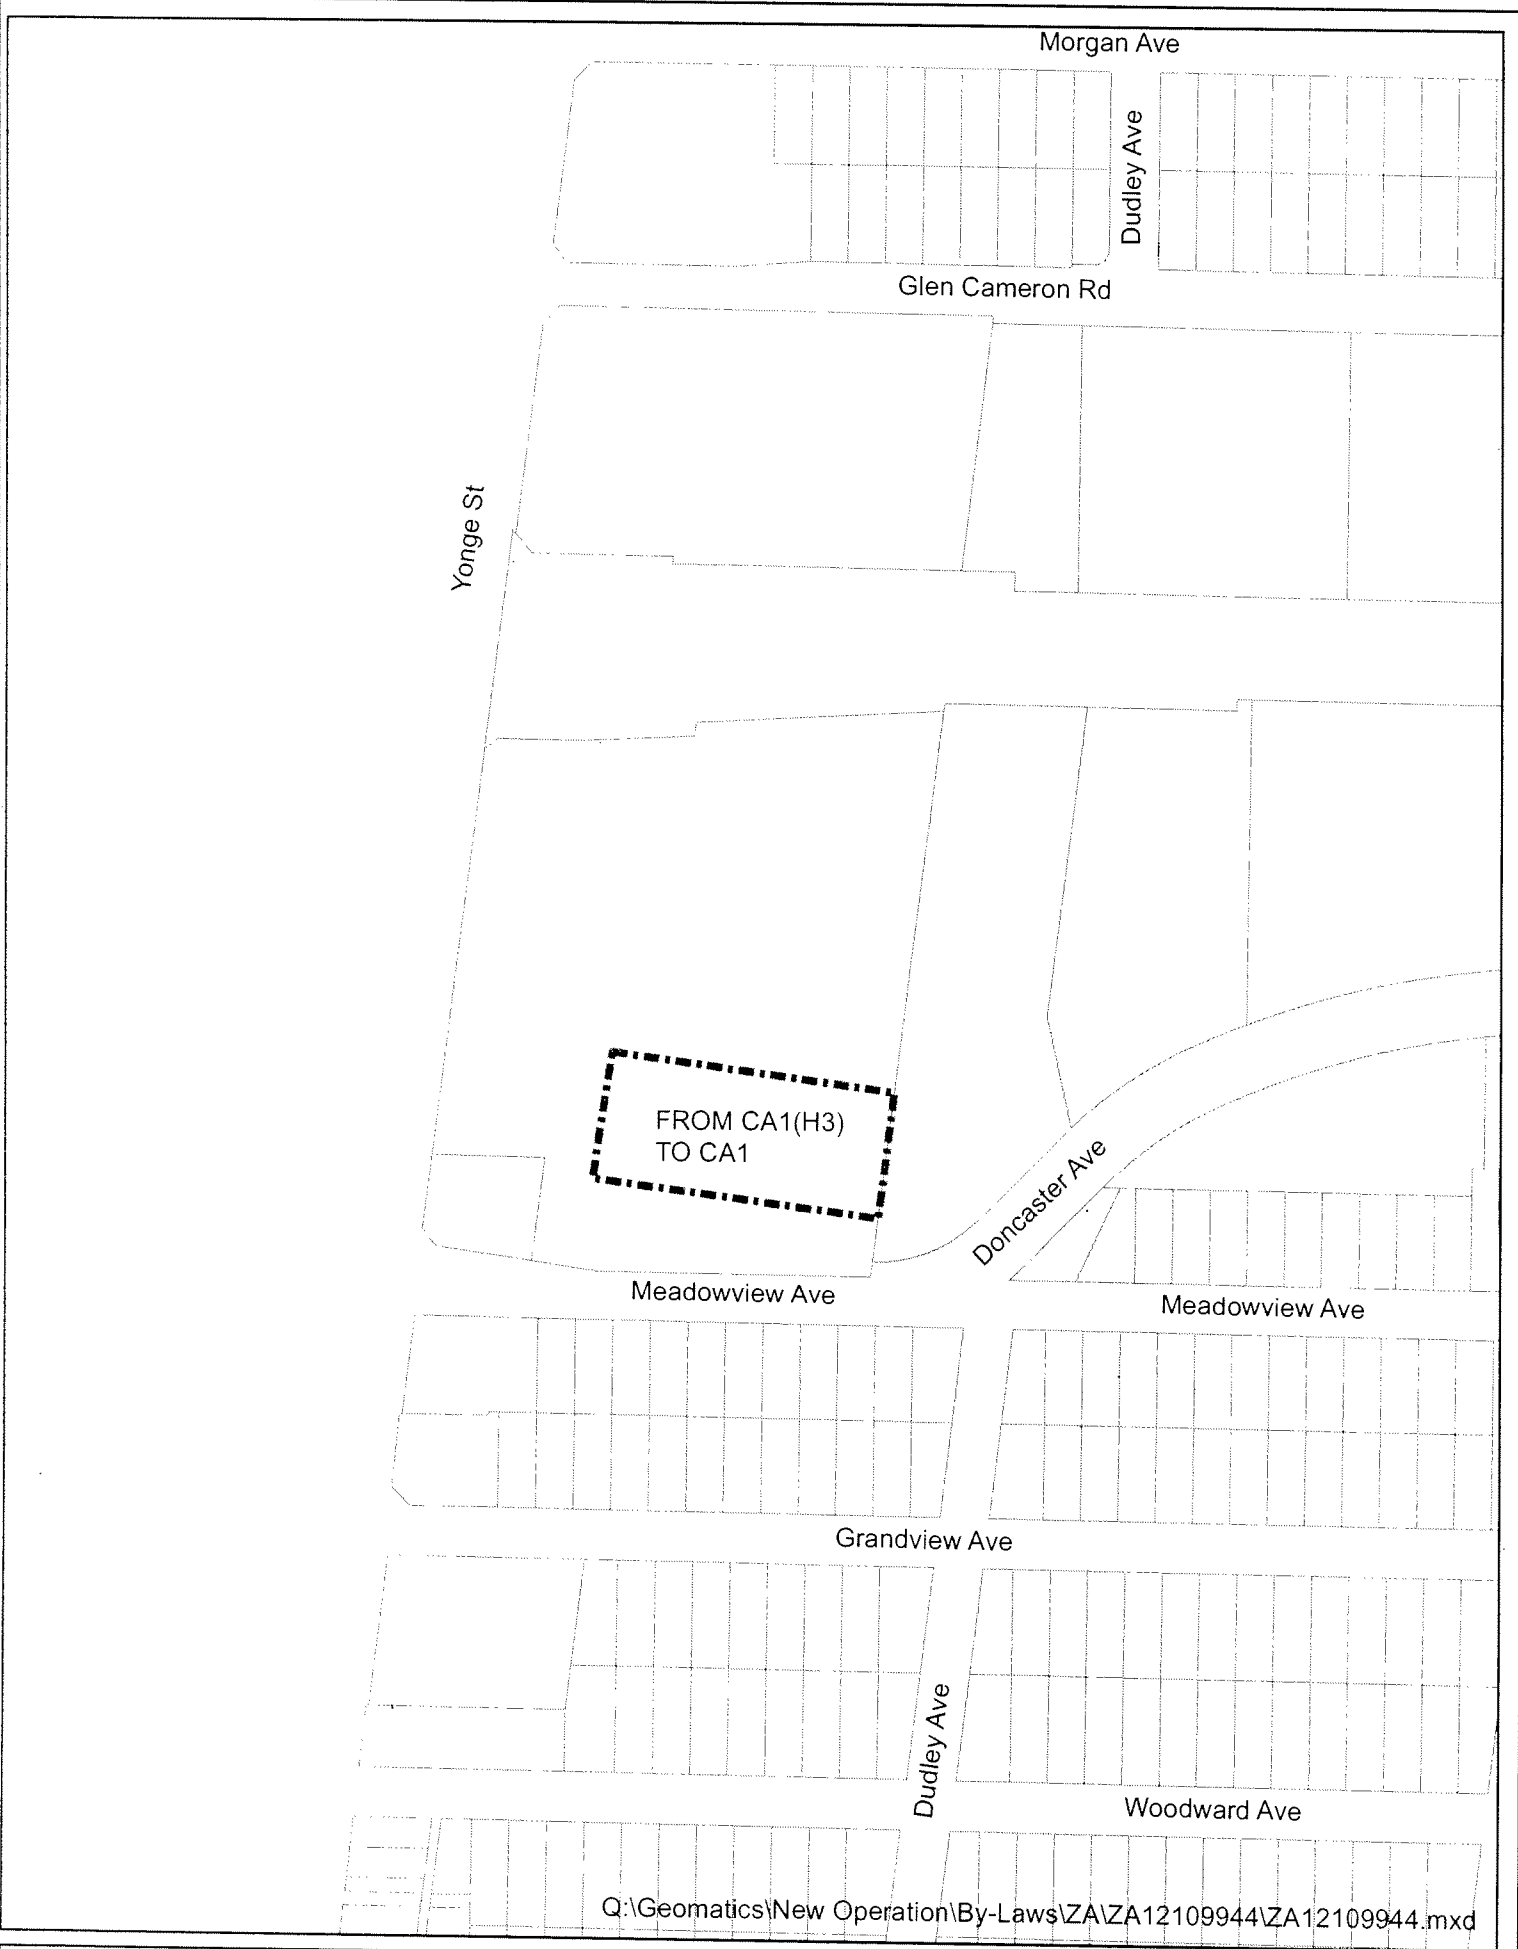 Morgan Ave
Dudley Ave
Glen Cameron Rd
Yonge St
FROM CA1(H3)
TO CA1
Doncaster Ave
Meadowview Ave
Meadowview Ave
Grandview Ave
Dudley Ave
Woodward Ave
Q:\Geomatics\New Operation\By-Laws\ZA\ZA12109944\ZA12109944.mxd